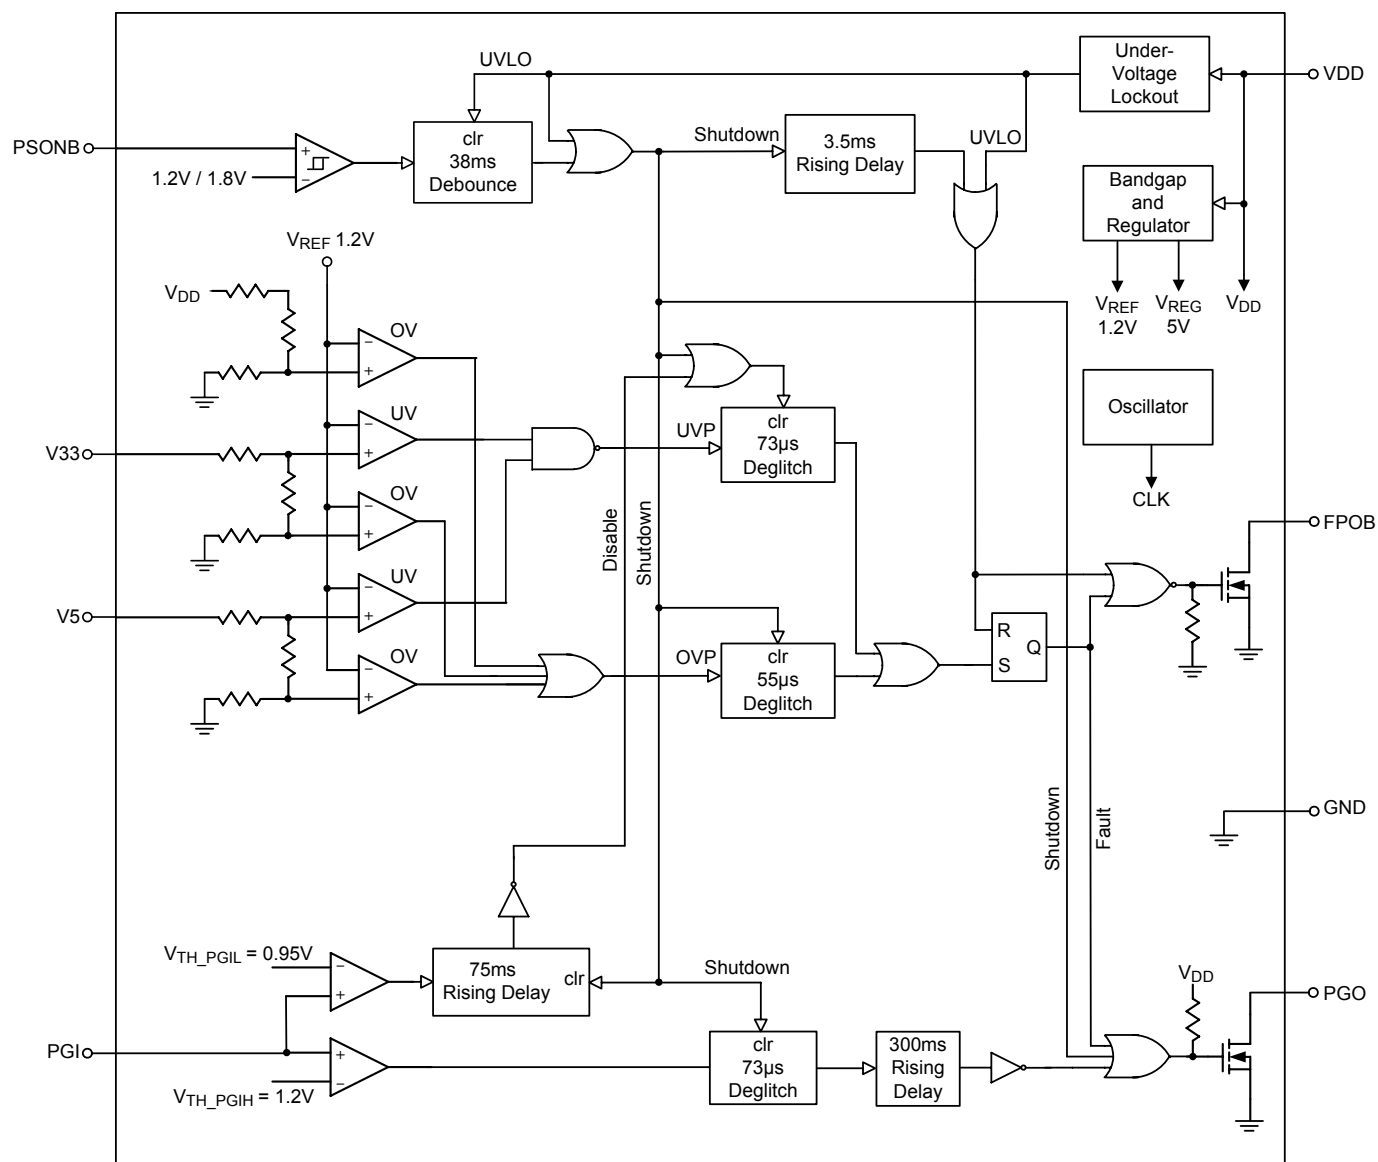 UVLO
Under-
Voltage
Lockout
VDD
PSONB
+
−
1.2V / 1.8V
clr
38ms
Debounce
Shutdown
3.5ms
Rising Delay
UVLO
Bandgap
and
Regulator
VREF
1.2V
VREG
5V
VDD
VREF 1.2V
VDD
OV
−
+
UV
−
+
V33
OV
−
+
UV
−
+
V5
OV
−
+
UVP
clr
73µs
Deglitch
Oscillator
CLK
Disable
Shutdown
FPOB
OVP
clr
55µs
Deglitch
R
S
Q
Shutdown
Fault
GND
VTH_PGIL = 0.95V
−
+
75ms
Rising Delay
clr
Shutdown
PGI
+
−
VTH_PGIH = 1.2V
clr
73µs
Deglitch
300ms
Rising
Delay
VDD
PGO